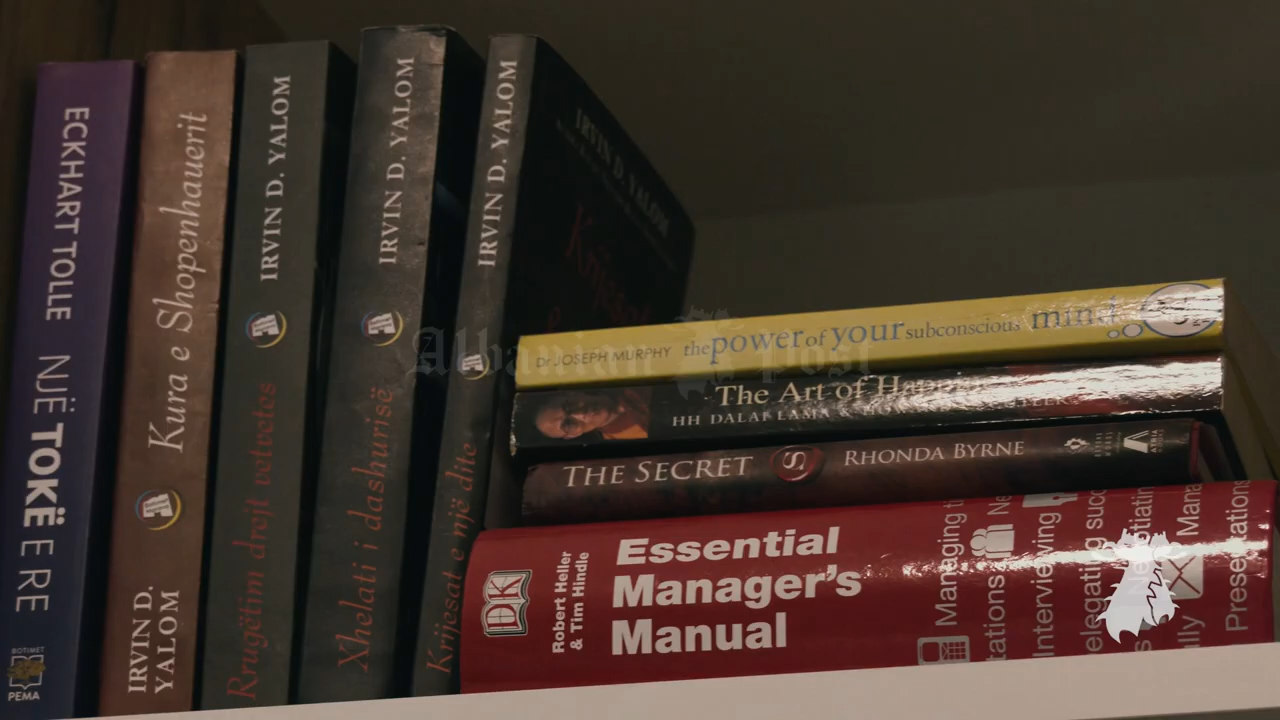 ECKHART TOLLE NJË TOKË E RE
BOTIMET
PEMA
Kura e Shopenhauerit
IRVIN D.
YALOM
IRVIN D. YALOM
Rrugëtim drejt vetvetes
IRVIN D. YALOM
Xhelati i dashurisë
IRVIN D. YALOM
Krijesat e një dite
IRVIN D. YALOM
Albanian Post
Dr JOSEPH MURPHY the power of your subconscious mind
The Art of
HH DALAI LAMA &
THE SECRET S RHONDA BYRNE
DK
Robert Heller
& Tim Hindle
Essential
Manager's
Manual
Managing
Interviewing
Presentations